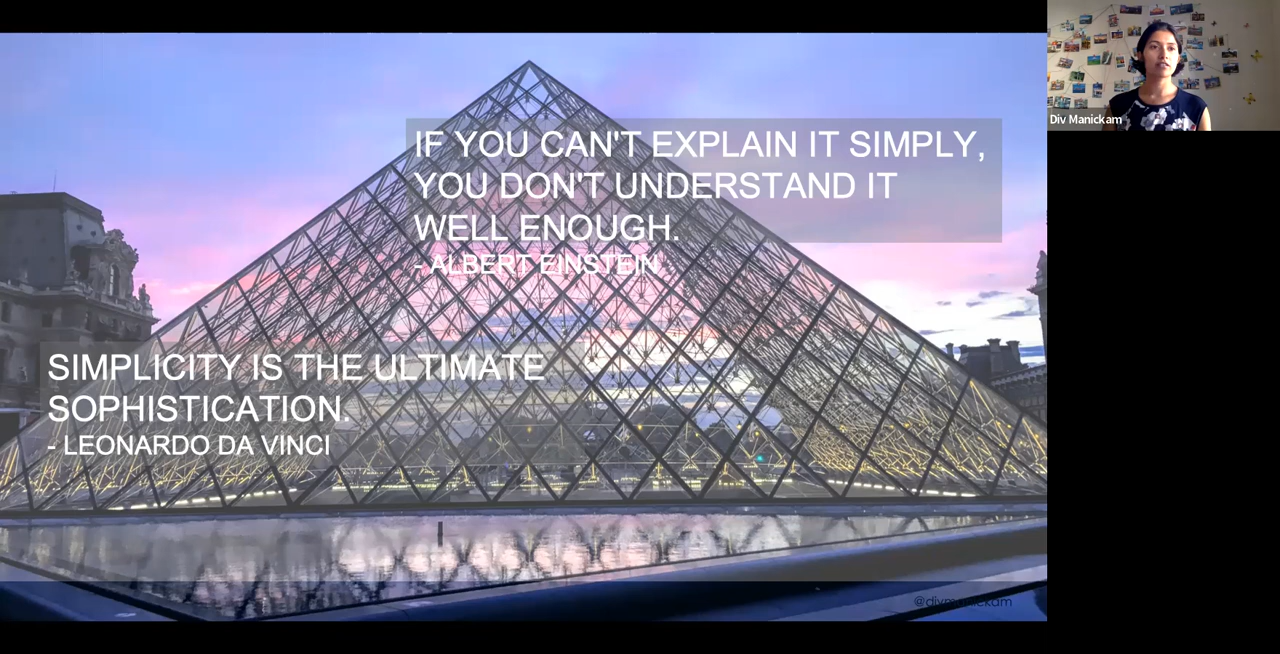 IF YOU CAN'T EXPLAIN IT SIMPLY,
YOU DON'T UNDERSTAND IT
WELL ENOUGH.
- ALBERT EINSTEIN
SIMPLICITY IS THE ULTIMATE
SOPHISTICATION.
- LEONARDO DA VINCI
@divmanickam
Div Manickam